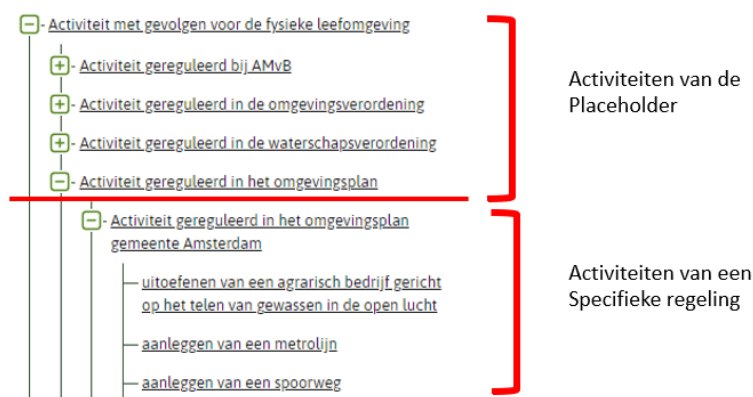 Activiteit met gevolgen voor de fysieke leefomgeving
Activiteit gereguleerd bij AMvB
Activiteit gereguleerd in de omgevingsverordening
Activiteit gereguleerd in de waterschapsverordening
Activiteit gereguleerd in het omgevingsplan
Activiteiten van de
Placeholder
Activiteit gereguleerd in het omgevingsplan
gemeente Amsterdam
uitoefenen van een agrarisch bedrijf gericht
op het telen van gewassen in de open lucht
aanleggen van een metrolijn
aanleggen van een spoorweg
Activiteiten van een
Specifieke regeling